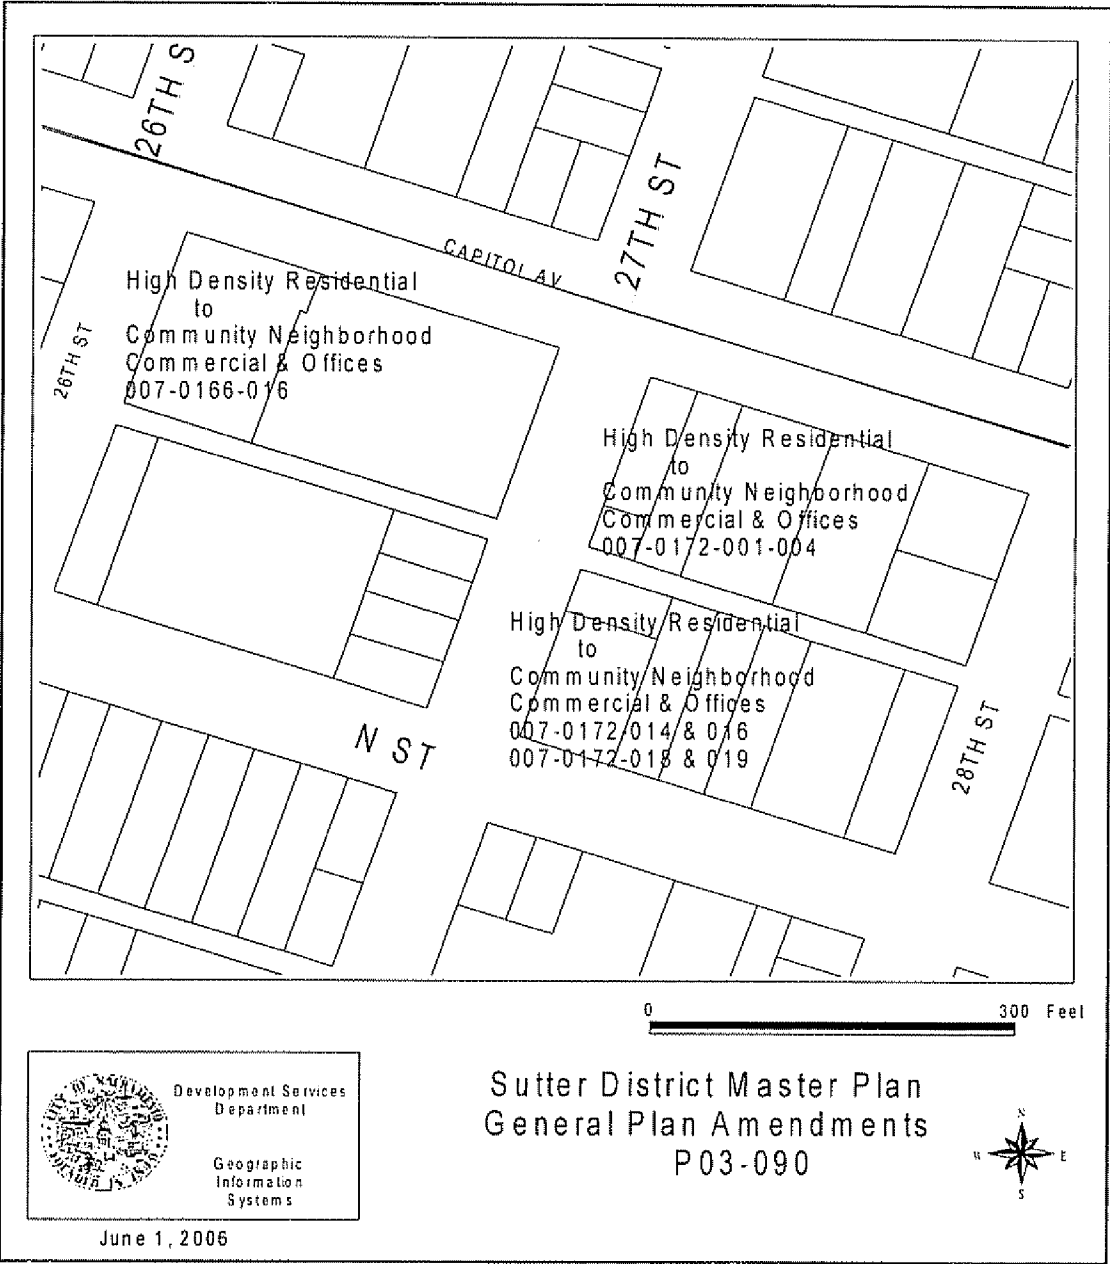 26TH S
27TH ST
CAPITOL AV
High Density Residential
to
Community Neighborhood
Commercial & Offices
007-0166-016
26TH ST
High Density Residential
to
Community Neighborhood
Commercial & Offices
007-0172-001-004
High Density Residential
to
Community Neighborhood
Commercial & Offices
007-0172-014 & 016
007-0172-018 & 019
N ST
28TH ST
0 300 Feet
Development Services
Department
Geographic
Information
Systems
June 1, 2006
Sutter District Master Plan
General Plan Amendments
P03-090
N
W E
S